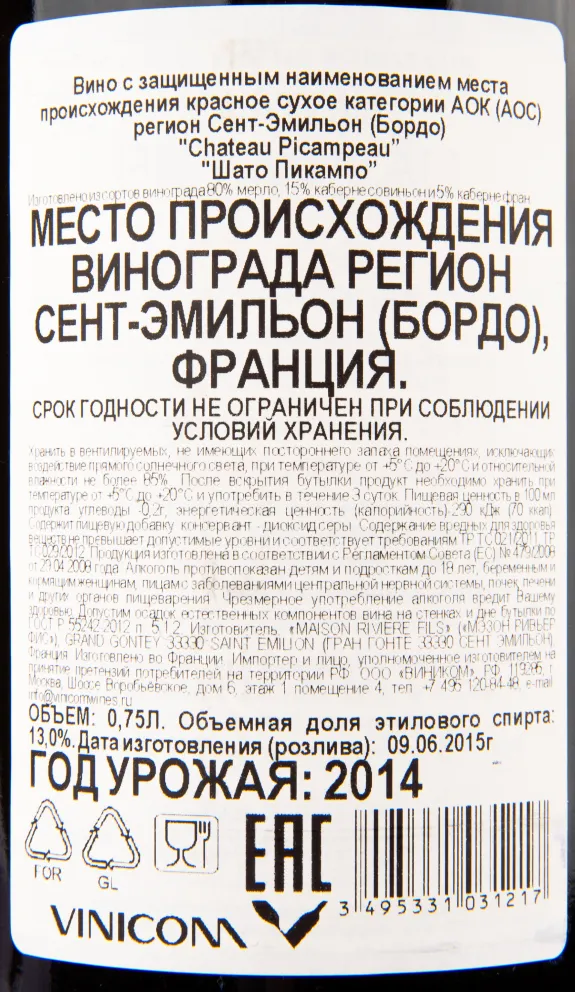 Вино с защищенным наименованием места
происхождения красное сухое категории АОК (АОС)
регион Сент-Эмильон (Бордо)
"Chateau Picampeau"
"Шато Пикампо"
Изготовлено из сортов винограда 80% мерло, 15% каберне совиньон и 5% каберне фран
МЕСТО ПРОИСХОЖДЕНИЯ
ВИНОГРАДА РЕГИОН
СЕНТ-ЭМИЛЬОН (БОРДО),
ФРАНЦИЯ.
СРОК ГОДНОСТИ НЕ ОГРАНИЧЕН ПРИ СОБЛЮДЕНИИ
УСЛОВИЙ ХРАНЕНИЯ.
Хранить в вентилируемых, не имеющих постороннего запаха помещениях, исключающих
воздействие прямого солнечного света, при температуре от +5°С до +20°С и относительной
влажности не более 85%. После вскрытия бутылки продукт необходимо хранить при
температуре от +5°С до +20°С и употребить в течение 3 суток. Пищевая ценность в 100 мл
продукта: углеводы -0,2г, энергетическая ценность (калорийность)-290 кДж (70 ккал).
Содержит пищевую добавку консервант - диоксид серы. Содержание вредных для здоровья
веществ не превышает допустимые уровни и соответствует требованиям ТР ТС 021/2011, ТР
ТС 029/2012. Продукция изготовлена в соответствии с Регламентом Совета (ЕС) № 479/2008
от 29.04.2008 года. Алкоголь противопоказан детям и подросткам до 18 лет, беременным и
кормящим женщинам, лицам с заболеваниями центральной нервной системы, почек, печени
и других органов пищеварения. Чрезмерное употребление алкоголя вредит Вашему
здоровью. Допустим осадок естественных компонентов вина на стенках и дне бутылки по
ГОСТ Р 55242-2012 п. 5.1.2. Изготовитель: «MAISON RIVIERE FILS» («МЭЗОН РИВЬЕР
ФИС»), GRAND GONTEY 33330 SAINT EMILION (ГРАН ГОНТЕ 33330 СЕНТ ЭМИЛЬОН),
Франция. Изготовлено во Франции. Импортер и лицо, уполномоченное изготовителем на
принятие претензий потребителей на территории РФ: ООО «ВИНИКОМ», РФ, 119285, г.
Москва, Шоссе Воробьёвское, дом 6, этаж 1 помещение 4, тел. +7 495 120-84-48, e-mail:
info@vinicomwines.ru
ОБЪЕМ: 0,75Л. Объемная доля этилового спирта:
13,0%. Дата изготовления (розлива): 09.06.2015г
ГОД УРОЖАЯ: 2014
FOR
GL
EAC
VINICOM
3 495331 031217